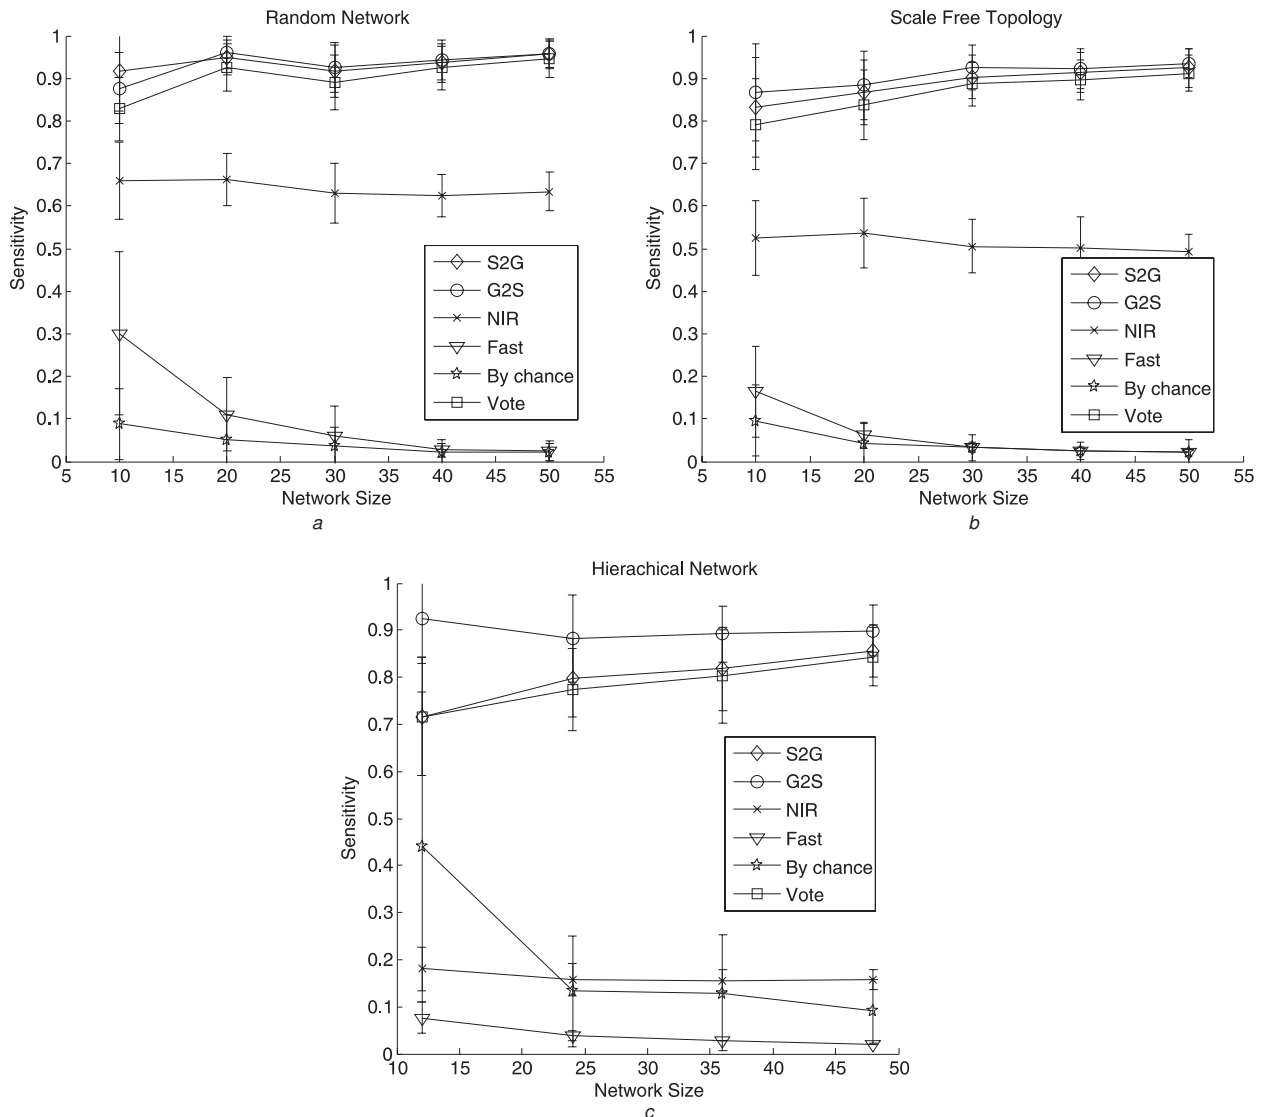 Random Network
1
0.9
0.8
0.7
0.6
0.5
0.4
0.3
0.2
0.1
0
Sensitivity
S2G
G2S
NIR
Fast
By chance
Vote
5 10 15 20 25 30 35 40 45 50 55
Network Size
a
Scale Free Topology
1
0.9
0.8
0.7
0.6
0.5
0.4
0.3
0.2
0.1
0
Sensitivity
S2G
G2S
NIR
Fast
By chance
Vote
5 10 15 20 25 30 35 40 45 50 55
Network Size
b
Hierachical Network
1
0.9
0.8
0.7
0.6
0.5
0.4
0.3
0.2
0.1
0
Sensitivity
S2G
G2S
NIR
Fast
By chance
Vote
10 15 20 25 30 35 40 45 50
Network Size
c